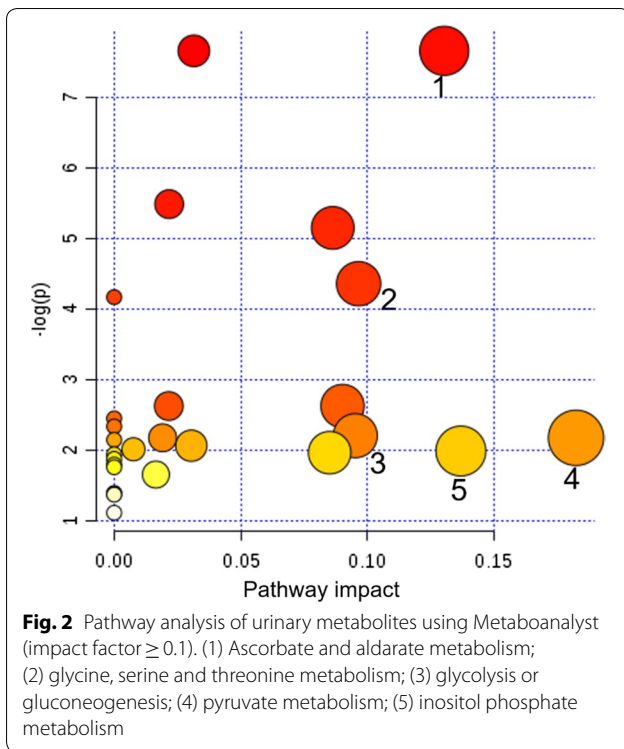 7
6
5
4
3
2
1
-log(p)
1
2
3
4
5
0.00 0.05 0.10 0.15
Pathway impact
Fig. 2 Pathway analysis of urinary metabolites using Metaboanalyst
(impact factor ≥ 0.1). (1) Ascorbate and aldarate metabolism;
(2) glycine, serine and threonine metabolism; (3) glycolysis or
gluconeogenesis; (4) pyruvate metabolism; (5) inositol phosphate
metabolism